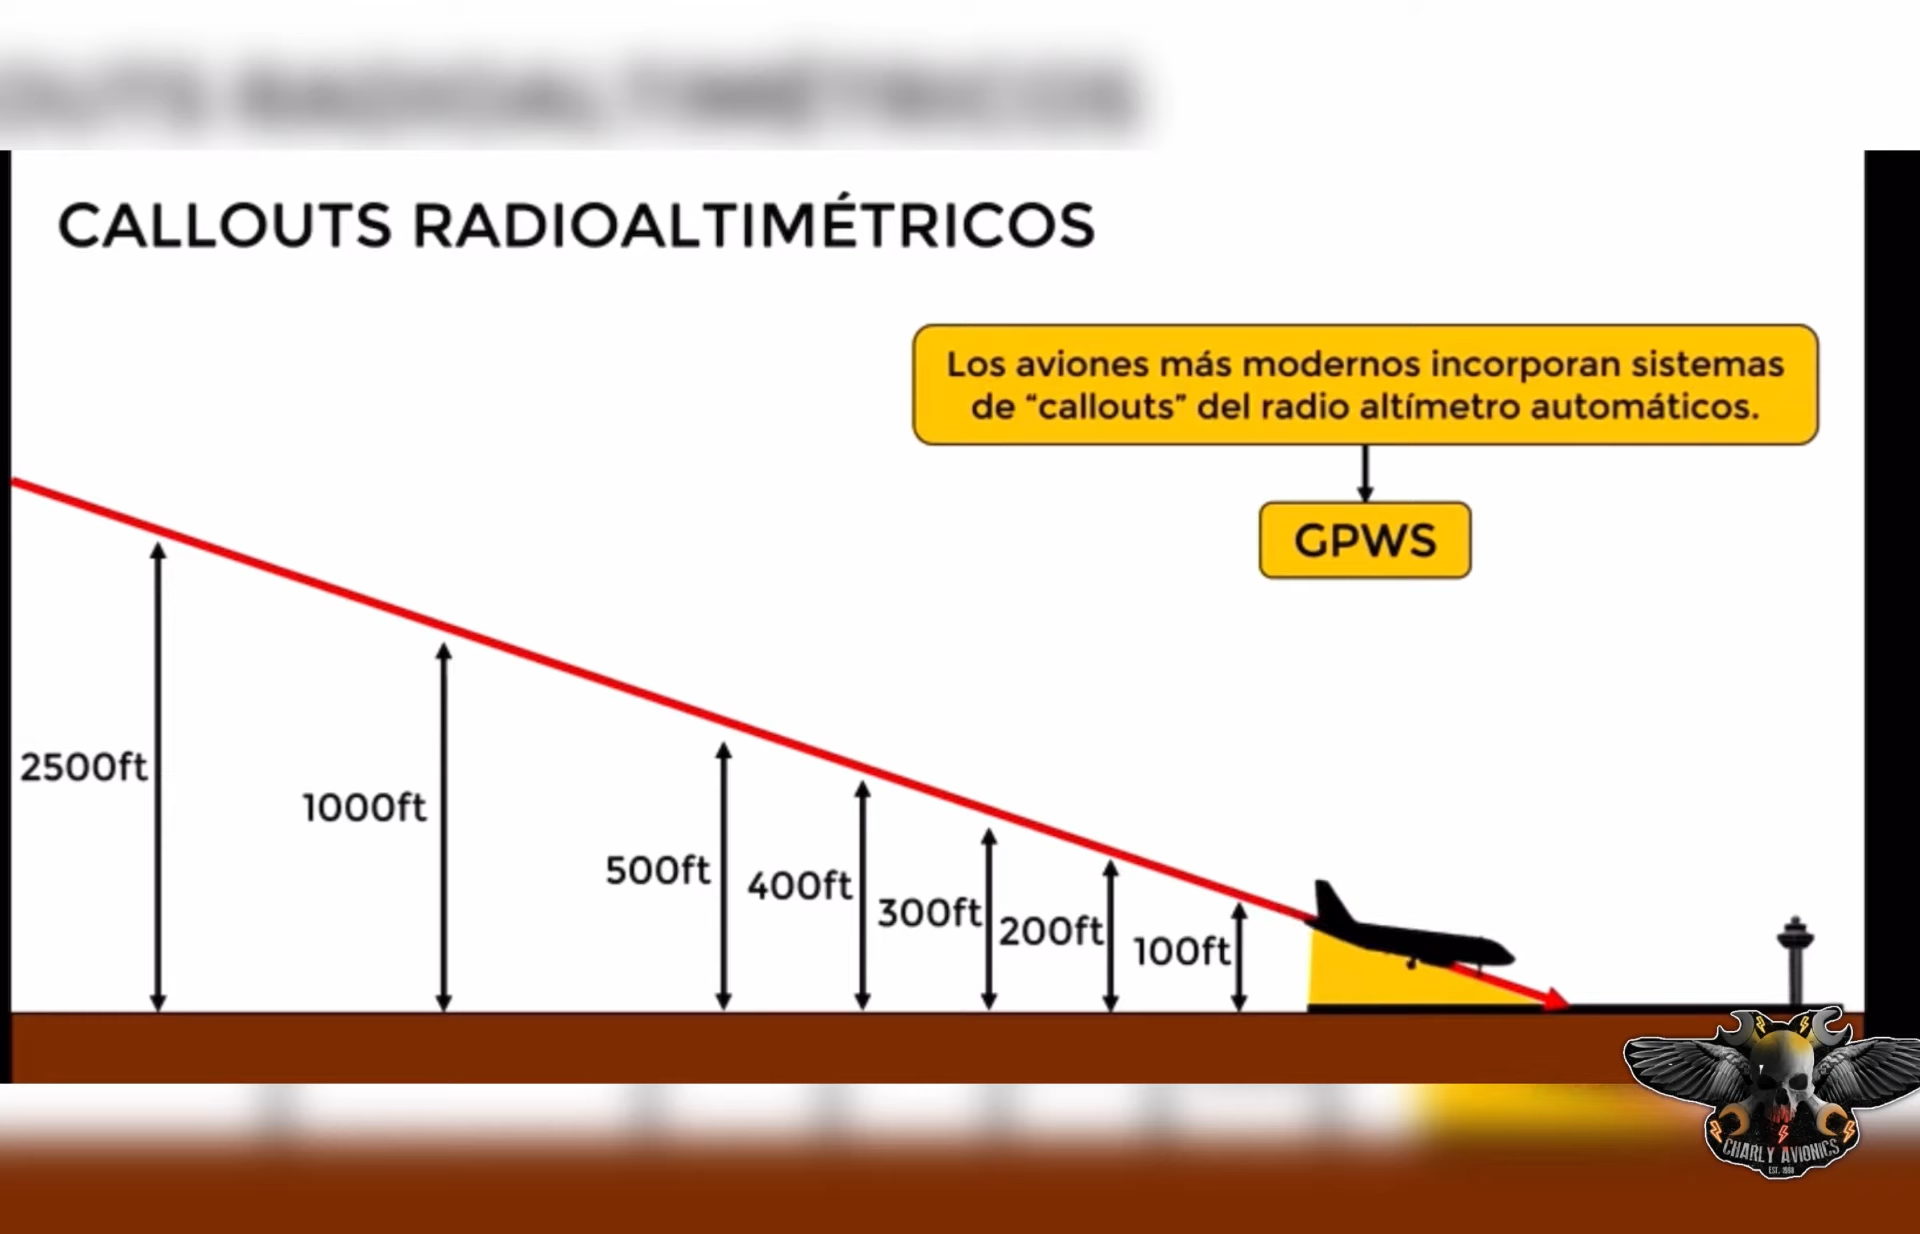 CALLOUTS RADIOALTIMÉTRICOS
Los aviones más modernos incorporan sistemas
de “callouts” del radio altímetro automáticos.
GPWS
2500ft
1000ft
500ft
400ft
300ft
200ft
100ft
CHARLY AVIONICS